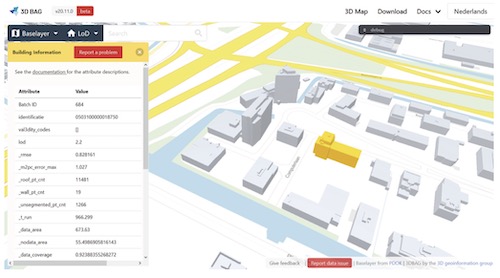 3D BAG
v20.11.0
beta
3D Map
Download
Docs
Nederlands
Baselayer
LoD
Search
debug
Building Information
Report a problem
See the documentation for the attribute descriptions.
Attribute Value
Batch ID 684
identificatie 0503100000018750
validity_codes []
lod 2.2
_rmse 0.828161
_m2pc_error_max 1.027
_roof_pt_cnt 11481
_wall_pt_cnt 19
_unsegmented_pt_cnt 1266
_t_run 966.299
_data_area 673.63
_nodata_area 55.4986905816143
_data_coverage 0.92388355268272
Give feedback
Report data issue
| Baselayer from PDOK | 3DBAG by the 3D geoinformation group